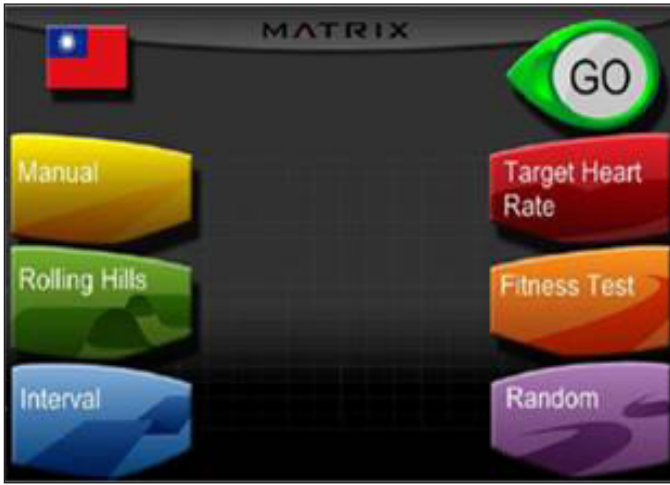 MATRIX
GO
Manual
Target Heart
Rate
Rolling Hills
Fitness Test
Interval
Random